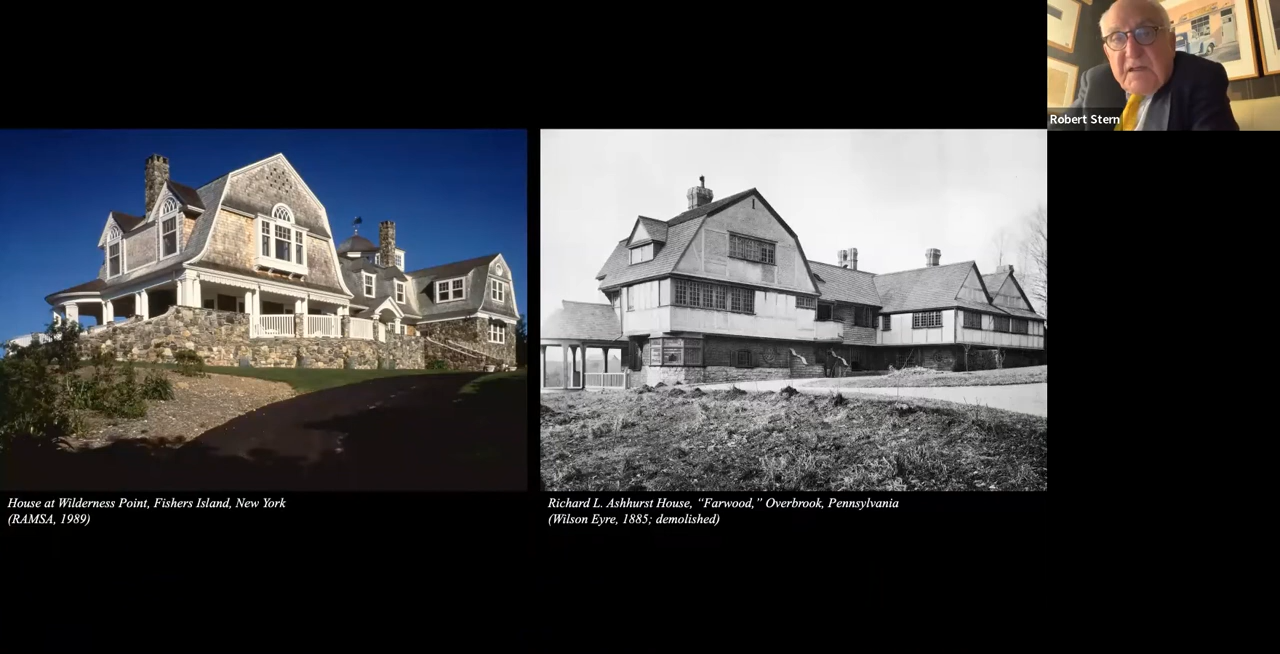 Robert Stern
House at Wilderness Point, Fishers Island, New York
(RAMSA, 1989)
Richard L. Ashhurst House, “Farwood,” Overbrook, Pennsylvania
(Wilson Eyre, 1885; demolished)